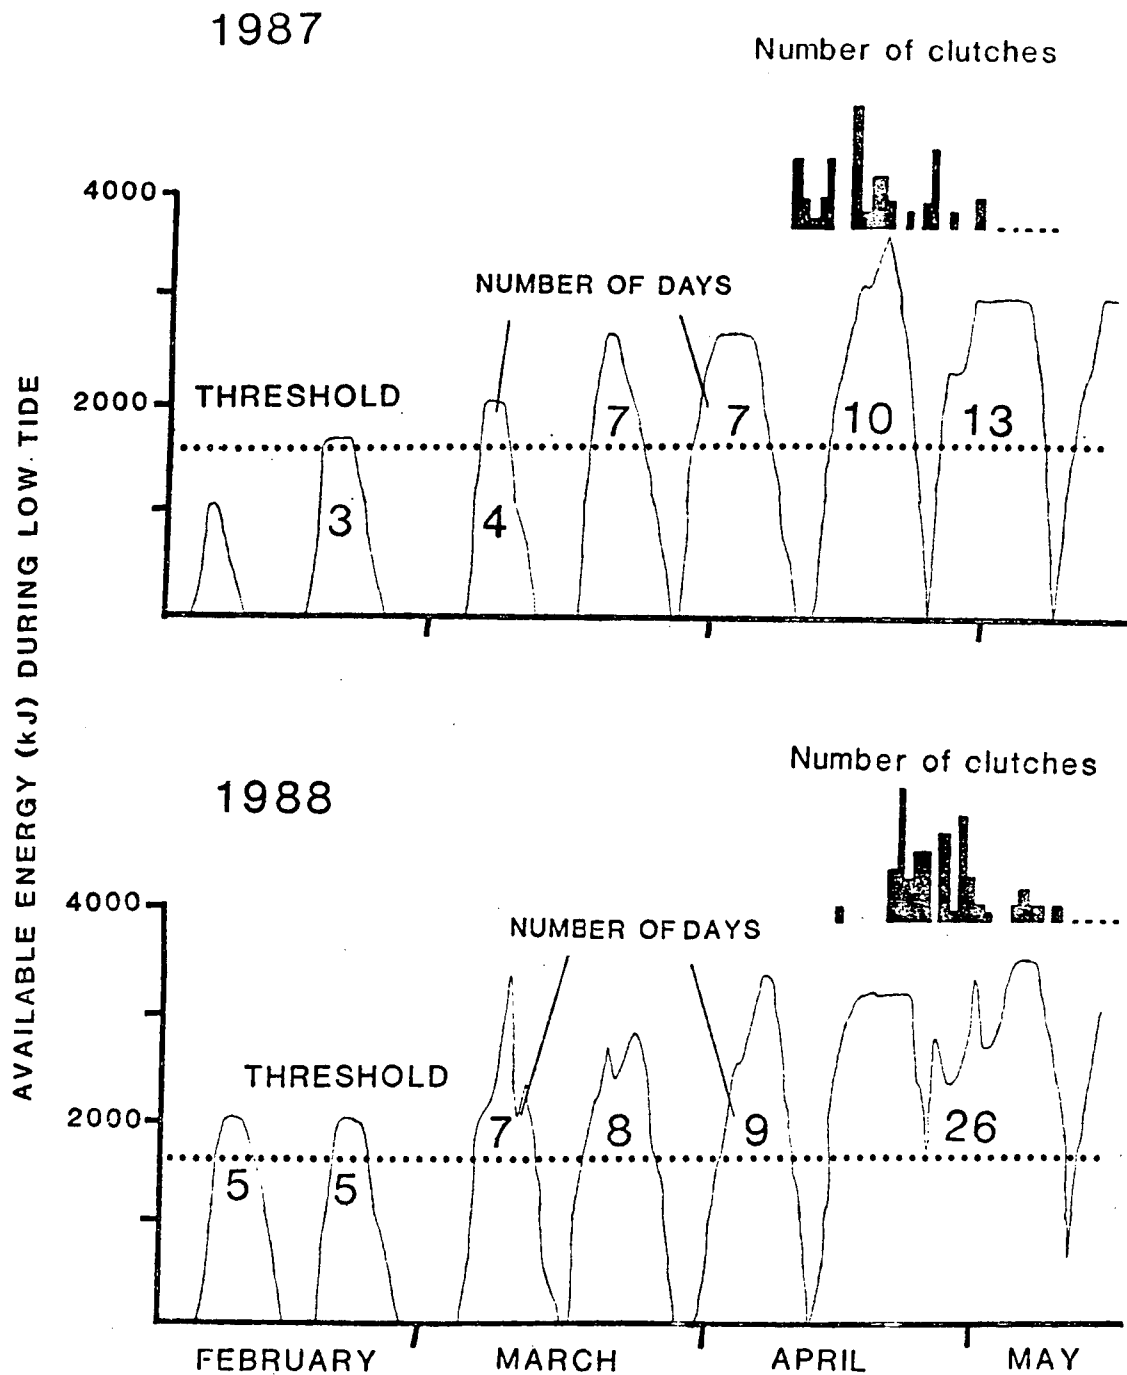 1987
Number of clutches
4000
NUMBER OF DAYS
THRESHOLD
2000
7
7
10
13
3
4
AVAILABLE ENERGY (kJ) DURING LOW TIDE
Number of clutches
1988
4000
NUMBER OF DAYS
THRESHOLD
2000
7
8
9
26
5
5
FEBRUARY
MARCH
APRIL
MAY